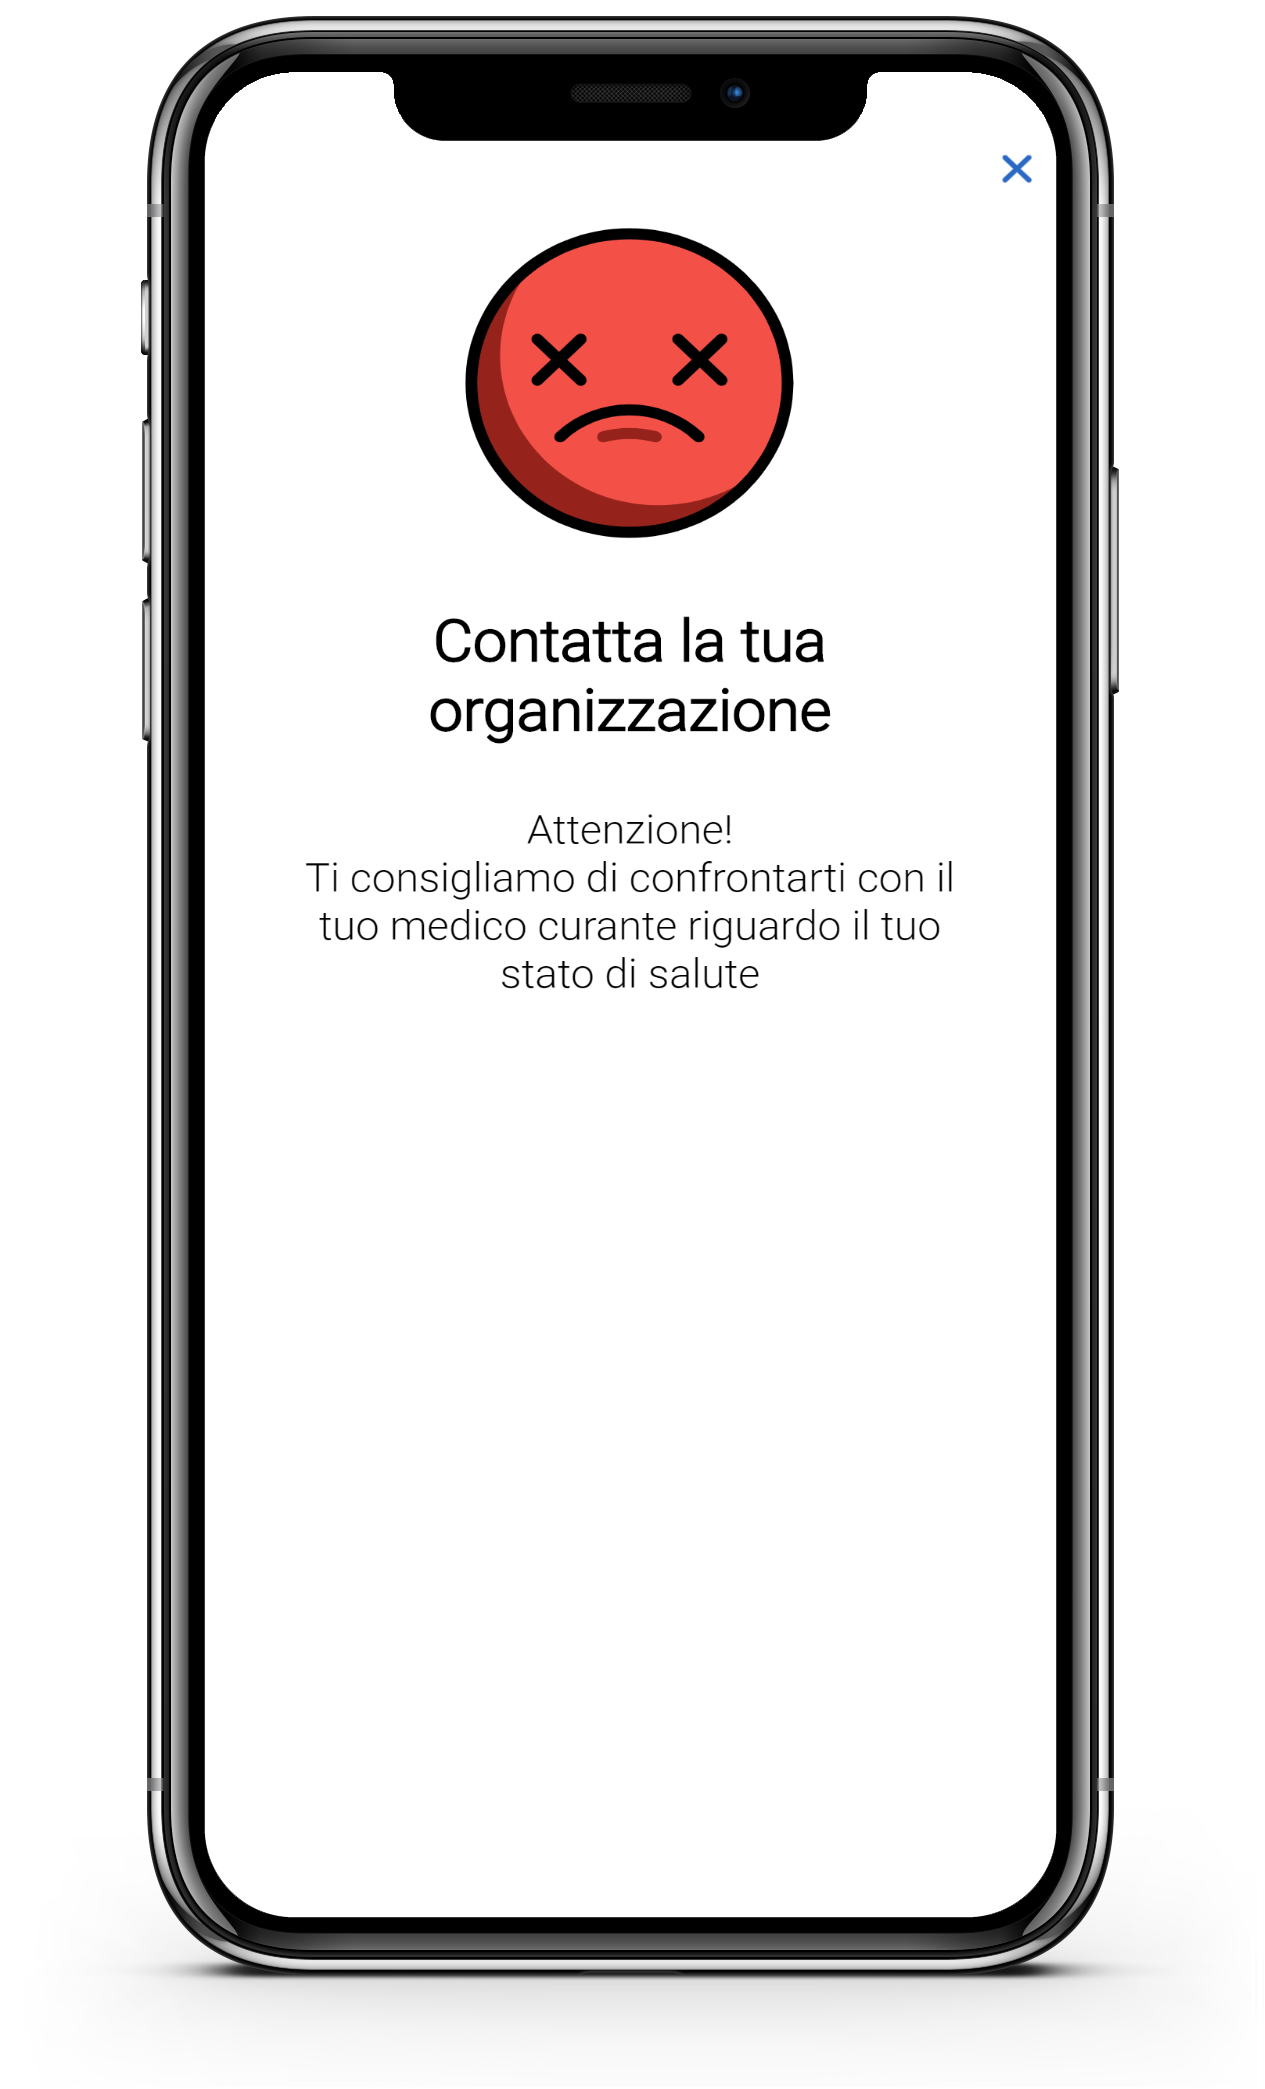 Contatta la tua
organizzazione
Attenzione!
Ti consigliamo di confrontarti con il
tuo medico curante riguardo il tuo
stato di salute